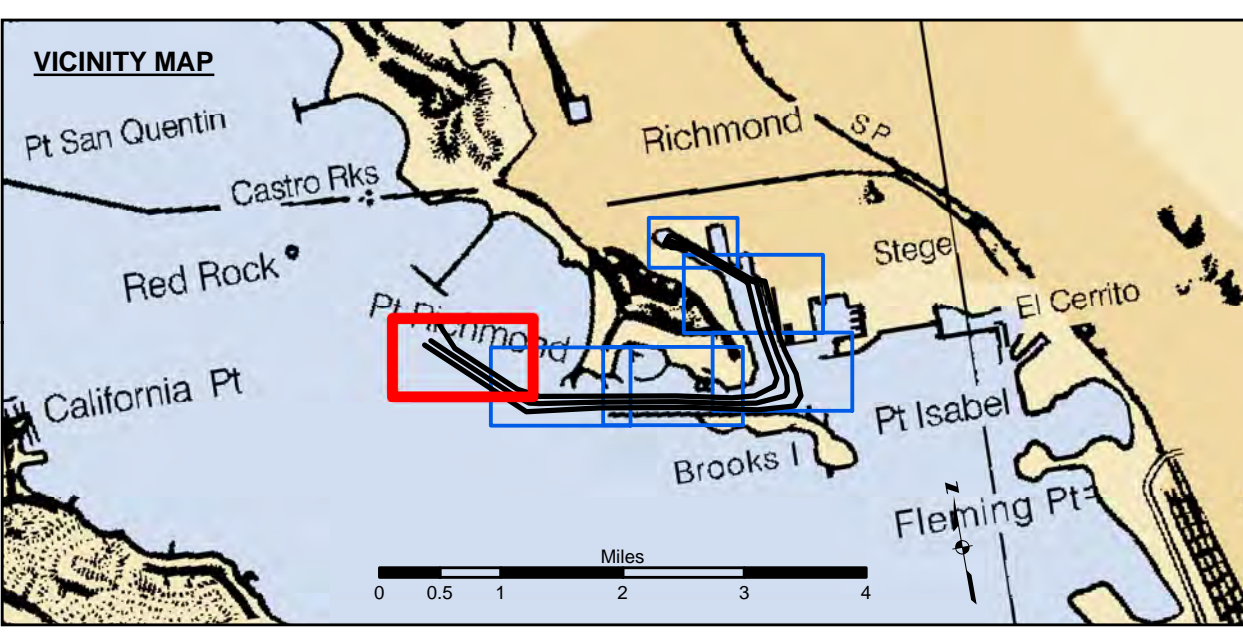 VICINITY MAP
Pt San Quentin
Richmond
S P
Castro Rks
Red Rock
Stege
Pt Richmond
El Cerrito
California Pt
Pt Isabel
Brooks I
Fleming Pt
N
Miles
0 0.5 1 2 3 4